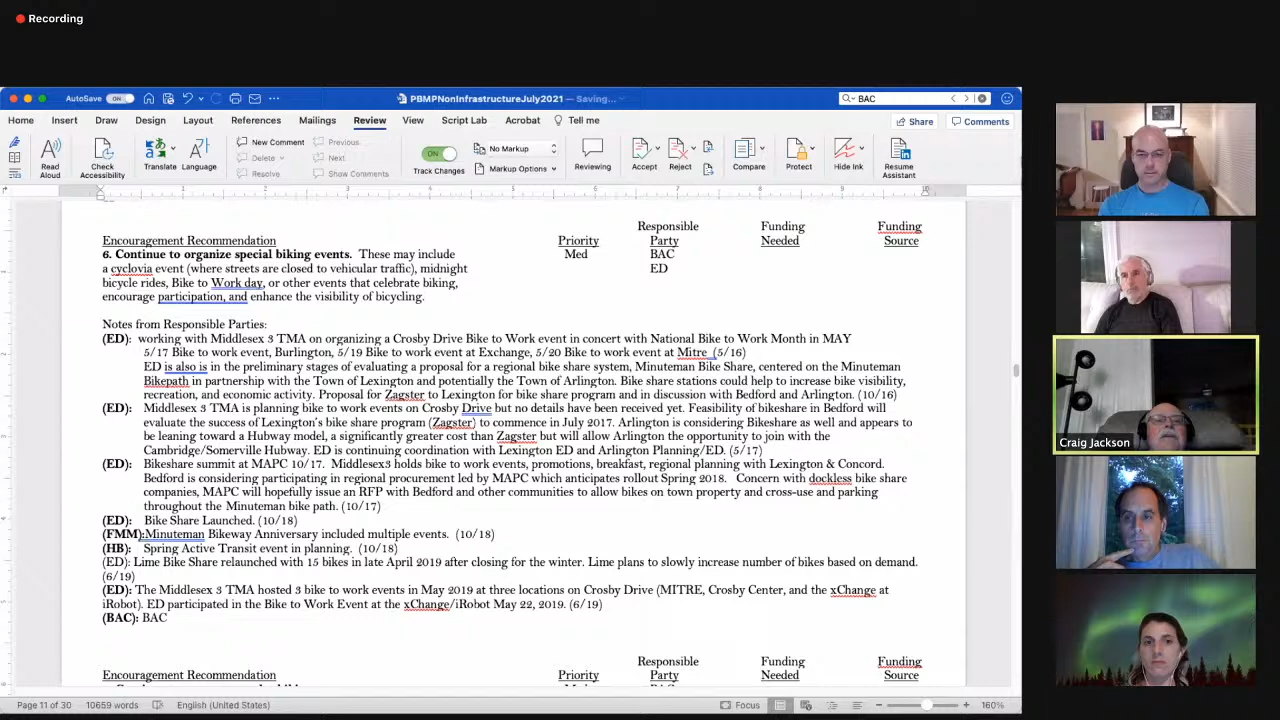 Recording
AutoSave ON PBMPNonInfrastructureJuly2021 — Saving... BAC
Home Insert Draw Design Layout References Mailings Review View Script Lab Acrobat Tell me Share Comments
Read Aloud
Check Accessibility
Translate
Language
New Comment
Delete
Resolve
Previous
Next
Show Comments
ON
Track Changes
No Markup
Markup Options
Reviewing
Accept
Reject
Compare
Protect
Hide Ink
Resume Assistant
Responsible Funding Funding
Encouragement Recommendation Priority Party Needed Source
6. Continue to organize special biking events. These may include Med BAC
a cyclovia event (where streets are closed to vehicular traffic), midnight ED
bicycle rides, Bike to Work day, or other events that celebrate biking,
encourage participation, and enhance the visibility of bicycling.
Notes from Responsible Parties:
(ED): working with Middlesex 3 TMA on organizing a Crosby Drive Bike to Work event in concert with National Bike to Work Month in MAY
5/17 Bike to work event, Burlington, 5/19 Bike to work event at Exchange, 5/20 Bike to work event at Mitre (5/16)
ED is also is in the preliminary stages of evaluating a proposal for a regional bike share system, Minuteman Bike Share, centered on the Minuteman
Bikepath in partnership with the Town of Lexington and potentially the Town of Arlington. Bike share stations could help to increase bike visibility,
recreation, and economic activity. Proposal for Zagster to Lexington for bike share program and in discussion with Bedford and Arlington. (10/16)
(ED): Middlesex 3 TMA is planning bike to work events on Crosby Drive but no details have been received yet. Feasibility of bikeshare in Bedford will
evaluate the success of Lexington's bike share program (Zagster) to commence in July 2017. Arlington is considering Bikeshare as well and appears to
be leaning toward a Hubway model, a significantly greater cost than Zagster but will allow Arlington the opportunity to join with the
Cambridge/Somerville Hubway. ED is continuing coordination with Lexington ED and Arlington Planning/ED. (5/17)
(ED): Bikeshare summit at MAPC 10/17. Middlesex3 holds bike to work events, promotions, breakfast, regional planning with Lexington & Concord.
Bedford is considering participating in regional procurement led by MAPC which anticipates rollout Spring 2018. Concern with dockless bike share
companies, MAPC will hopefully issue an RFP with Bedford and other communities to allow bikes on town property and cross-use and parking
throughout the Minuteman bike path. (10/17)
(ED): Bike Share Launched. (10/18)
(FMM):Minuteman Bikeway Anniversary included multiple events. (10/18)
(HB): Spring Active Transit event in planning. (10/18)
(ED): Lime Bike Share relaunched with 15 bikes in late April 2019 after closing for the winter. Lime plans to slowly increase number of bikes based on demand.
(6/19)
(ED): The Middlesex 3 TMA hosted 3 bike to work events in May 2019 at three locations on Crosby Drive (MITRE, Crosby Center, and the xChange at
iRobot). ED participated in the Bike to Work Event at the xChange/iRobot May 22, 2019. (6/19)
(BAC): BAC
Responsible Funding Funding
Encouragement Recommendation Priority Party Needed Source
Page 11 of 30 10659 words English (United States) Focus 160%
Craig Jackson